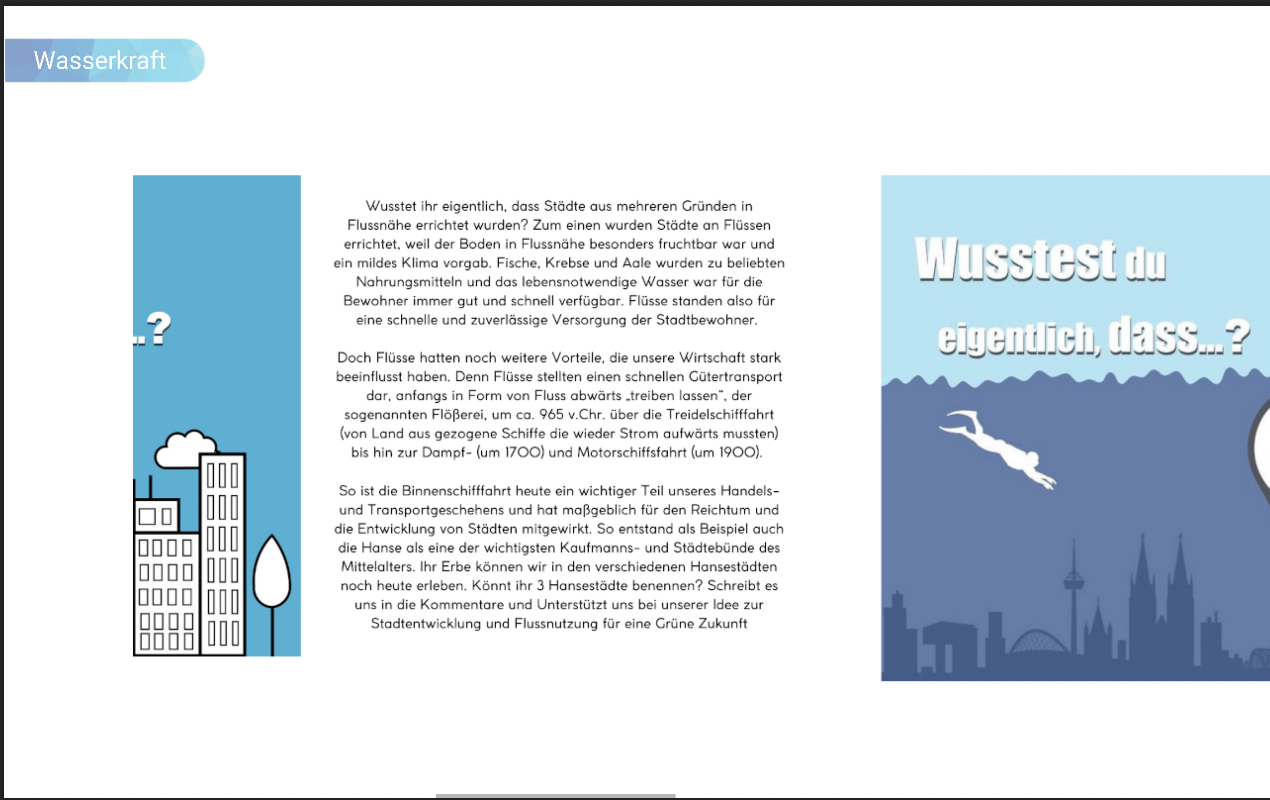 Wasserkraft
..?
Wusstet ihr eigentlich, dass Städte aus mehreren Gründen in
Flussnähe errichtet wurden? Zum einen wurden Städte an Flüssen
errichtet, weil der Boden in Flussnähe besonders fruchtbar war und
ein mildes Klima vorgab. Fische, Krebse und Aale wurden zu beliebten
Nahrungsmitteln und das lebensnotwendige Wasser war für die
Bewohner immer gut und schnell verfügbar. Flüsse standen also für
eine schnelle und zuverlässige Versorgung der Stadtbewohner.
Doch Flüsse hatten noch weitere Vorteile, die unsere Wirtschaft stark
beeinflusst haben. Denn Flüsse stellten einen schnellen Gütertransport
dar, anfangs in Form von Fluss abwärts „treiben lassen“, der
sogenannten Flößerei, um ca. 965 v.Chr. über die Treidelschifffahrt
(von Land aus gezogene Schiffe die wieder Strom aufwärts mussten)
bis hin zur Dampf- (um 1700) und Motorschiffsfahrt (um 1900).
So ist die Binnenschifffahrt heute ein wichtiger Teil unseres Handels-
und Transportgeschehens und hat maßgeblich für den Reichtum und
die Entwicklung von Städten mitgewirkt. So entstand als Beispiel auch
die Hanse als eine der wichtigsten Kaufmanns- und Städtebünde des
Mittelalters. Ihr Erbe können wir in den verschiedenen Hansestädten
noch heute erleben. Könnt ihr 3 Hansestädte benennen? Schreibt es
uns in die Kommentare und Unterstützt uns bei unserer Idee zur
Stadtentwicklung und Flussnutzung für eine Grüne Zukunft
Wusstest du
eigentlich, dass...?